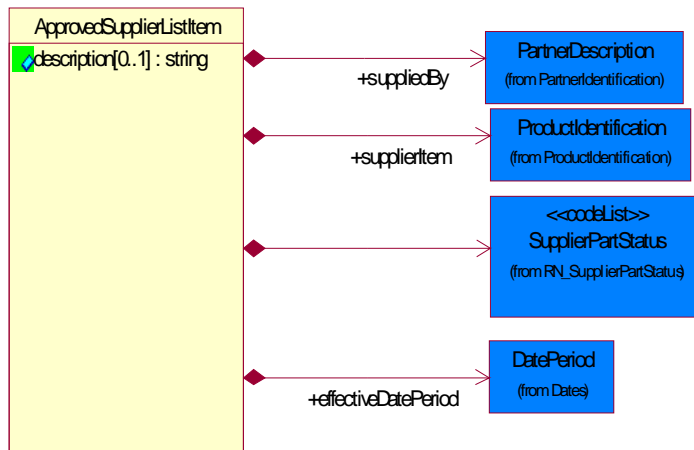 ApprovedSupplierListItem
description[0..1] : string
+suppliedBy
PartnerDescription
(from PartnerIdentification)
+supplierItem
ProductIdentification
(from ProductIdentification)
<<codeList>>
SupplierPartStatus
(from RN_SupplierPartStatus)
+effectiveDatePeriod
DatePeriod
(from Dates)